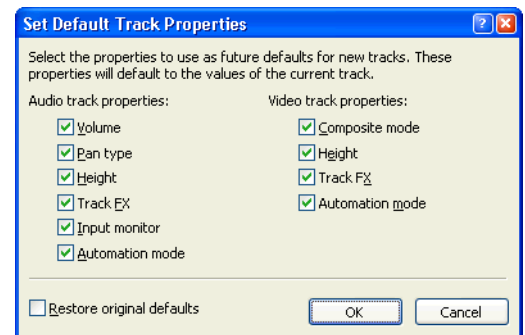 Set Default Track Properties
Select the properties to use as future defaults for new tracks. These
properties will default to the values of the current track.
Audio track properties:
Volume
Pan type
Height
Track FX
Input monitor
Automation mode
Video track properties:
Composite mode
Height
Track FX
Automation mode
Restore original defaults
OK
Cancel